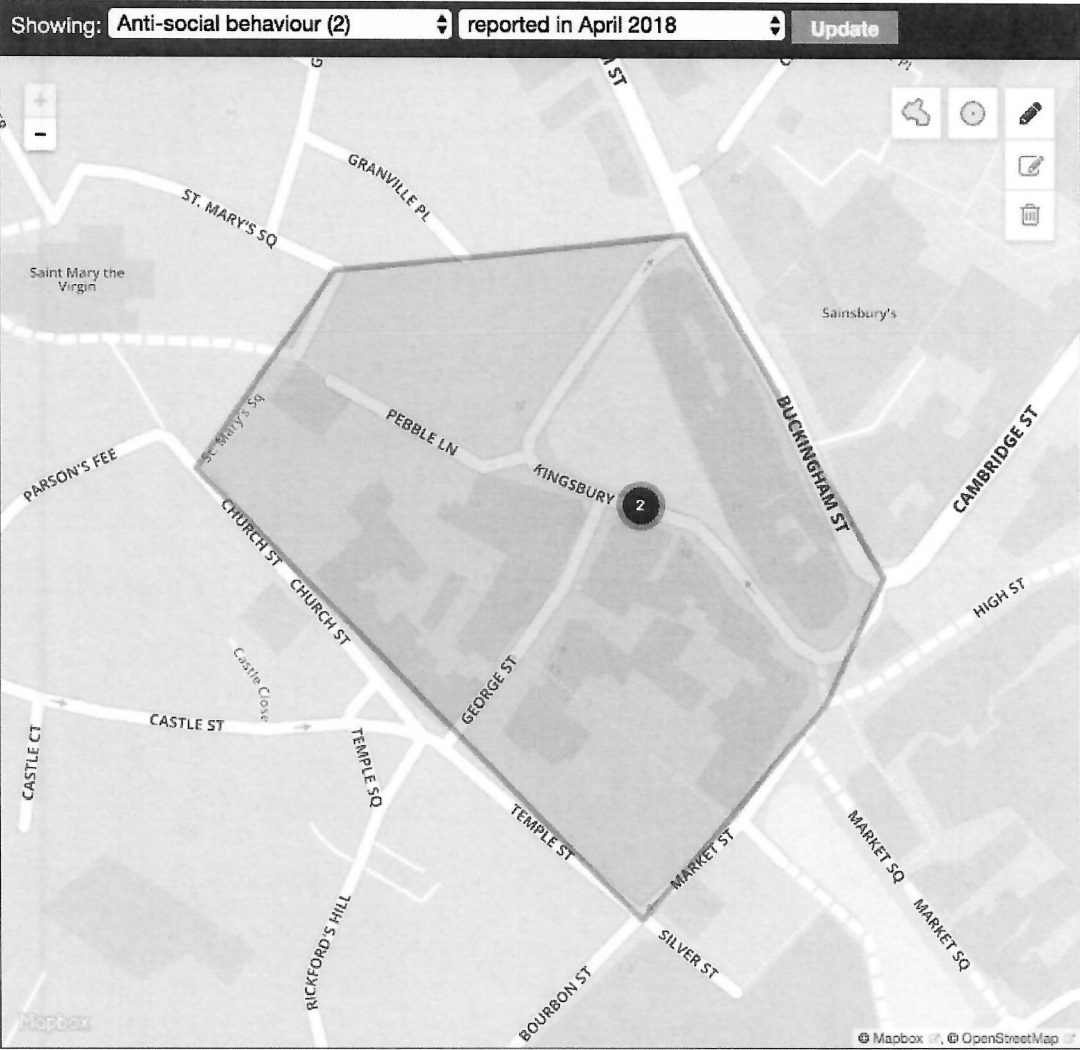 Showing: Anti-social behaviour (2) reported in April 2018 Update
+
-
GRANVILLE PL
ST. MARY'S SQ
Saint Mary the
Virgin
Sainsbury's
St. Mary's Sq
PEBBLE LN
KINGSBURY
2
BUCKINGHAM ST
CAMBRIDGE ST
PARSON'S FEE
CHURCH ST
CHURCH ST
HIGH ST
Castle Close
GEORGE ST
CASTLE ST
CASTLE CT
TEMPLE SQ
TEMPLE ST
MARKET ST
MARKET SQ
MARKET SQ
RICKFORD'S HILL
SILVER ST
BOURBON ST
Mapbox
© Mapbox, © OpenStreetMap